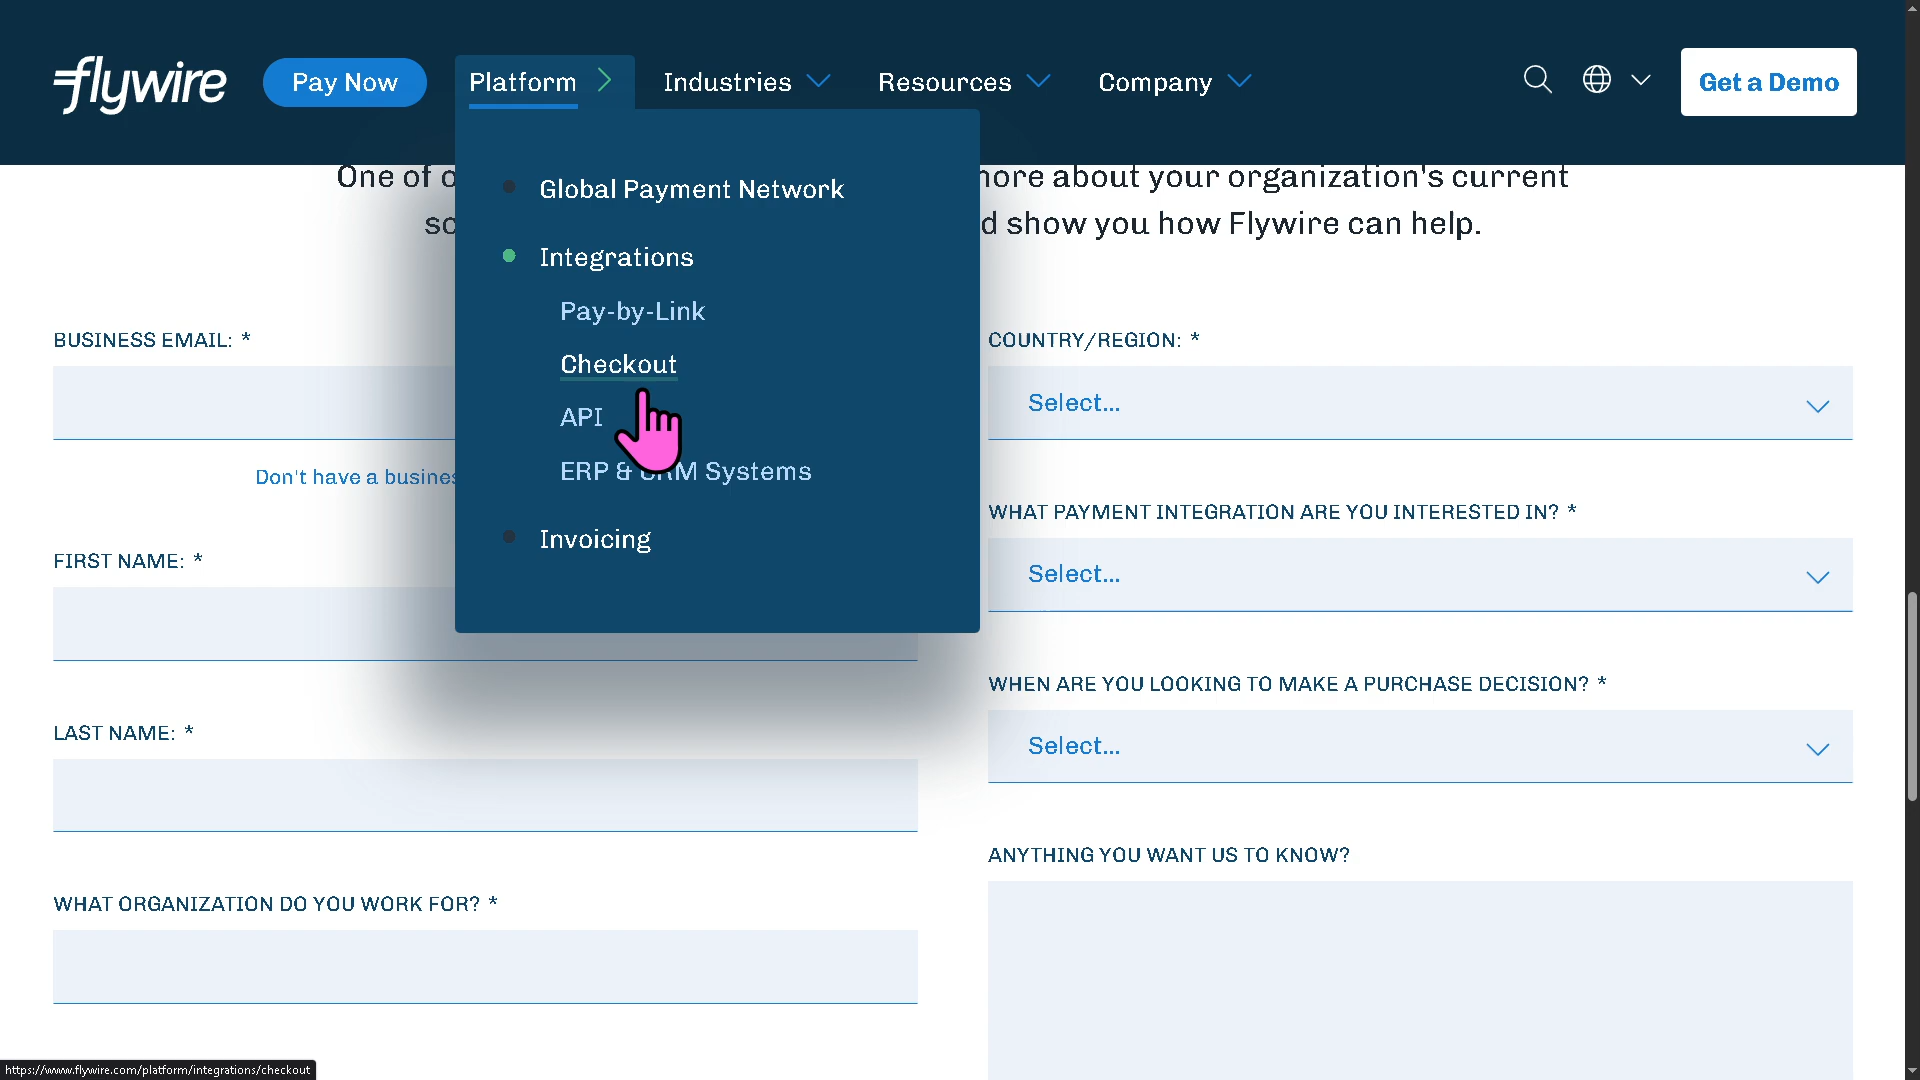 flywire
Pay Now
Platform
Industries
Resources
Company
Get a Demo
One of o
more about your organization's current
so
d show you how Flywire can help.
Global Payment Network
Integrations
Pay-by-Link
Checkout
API
ERP & CRM Systems
Invoicing
BUSINESS EMAIL: *
Don't have a busines
FIRST NAME: *
LAST NAME: *
WHAT ORGANIZATION DO YOU WORK FOR? *
COUNTRY/REGION: *
Select...
WHAT PAYMENT INTEGRATION ARE YOU INTERESTED IN? *
Select...
WHEN ARE YOU LOOKING TO MAKE A PURCHASE DECISION? *
Select...
ANYTHING YOU WANT US TO KNOW?
https://www.flywire.com/platform/integrations/checkout